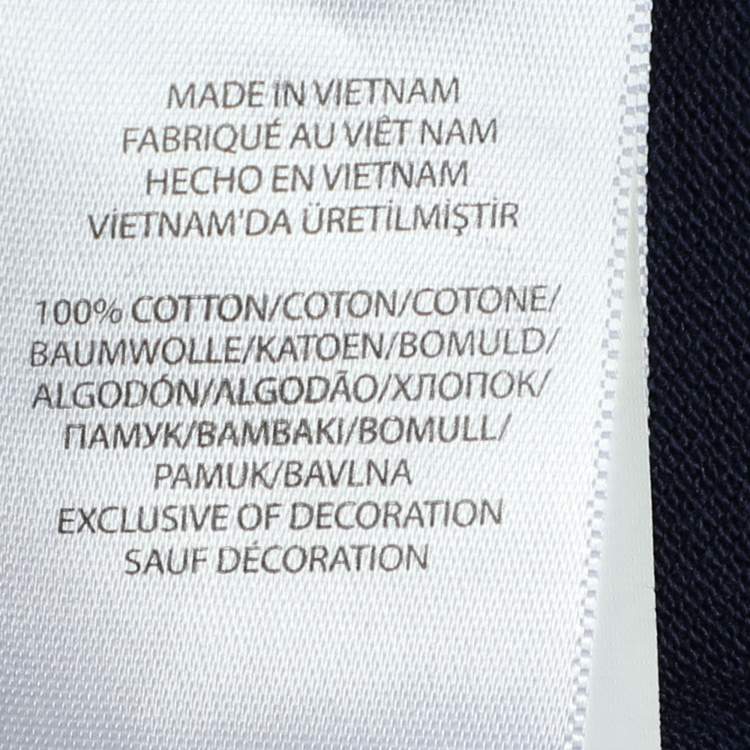 MADE IN VIETNAM
FABRIQUÉ AU VIÊT NAM
HECHO EN VIETNAM
VİETNAM'DA ÜRETİLMİŞTİR
100% COTTON/COTON/COTONE/
BAUMWOLLE/KATOEN/BOMULD/
ALGODÓN/ALGODÃO/ХЛОПОК/
ПАМУК/ΒΑΜΒΑΚΙ/BOMULL/
PAMUK/BAVLNA
EXCLUSIVE OF DECORATION
SAUF DÉCORATION